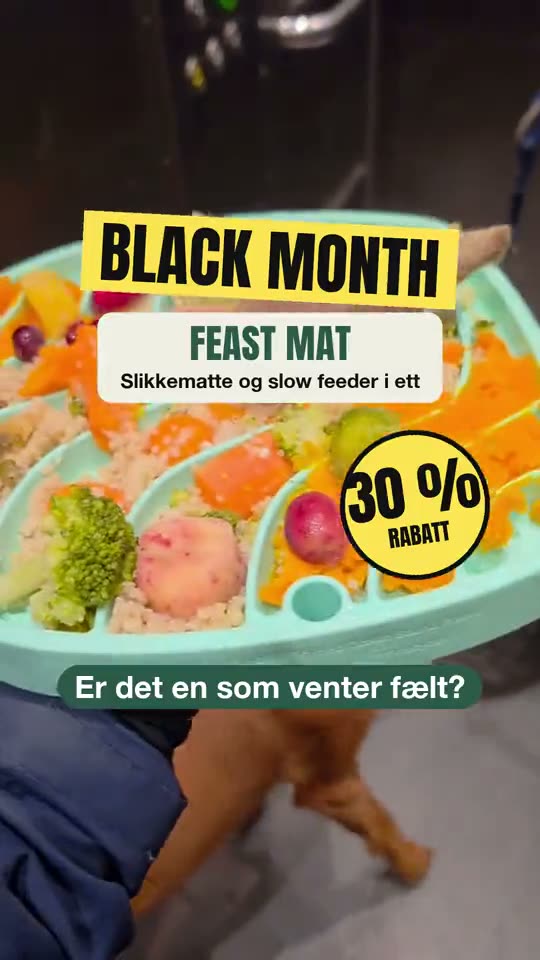 BLACK MONTH
FEAST MAT
Slikkematte og slow feeder i ett
30 %
RABATT
Er det en som venter fælt?